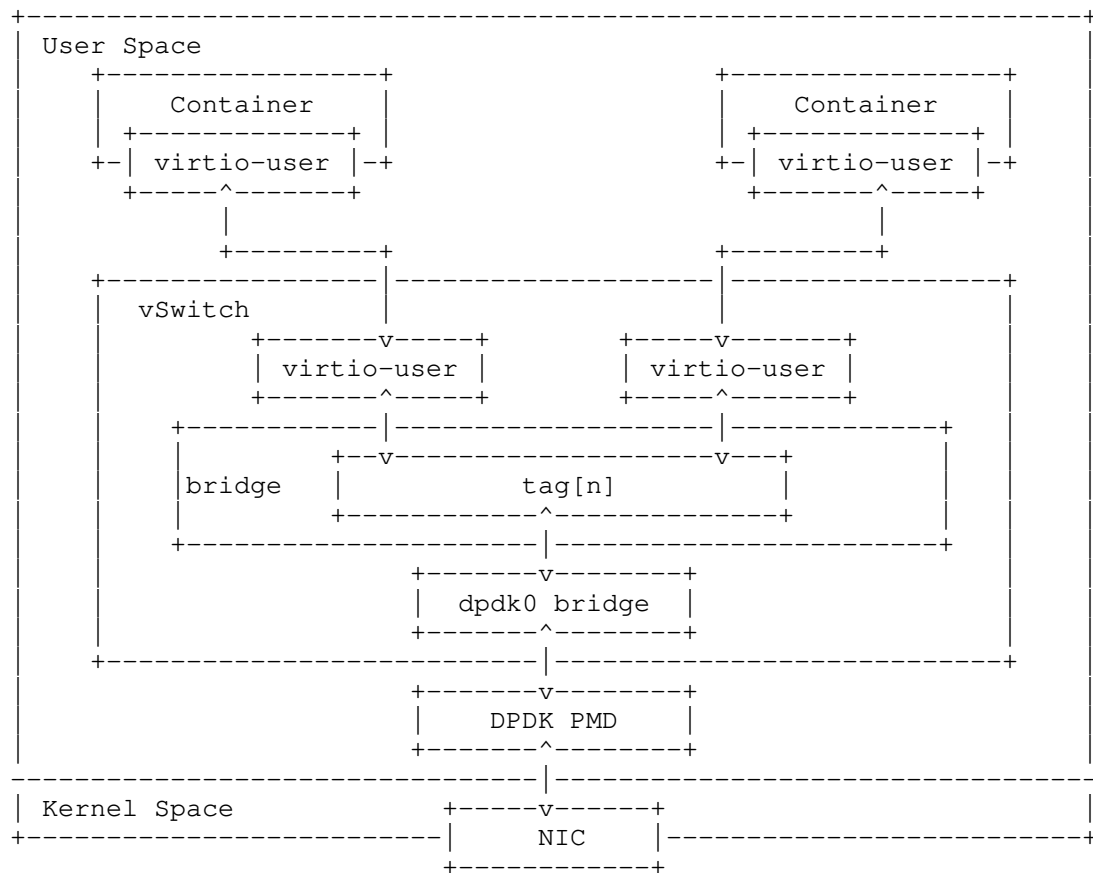 User Space
Container Container
virtio-user virtio-user
vSwitch
virtio-user virtio-user
bridge tag[n]
dpdk0 bridge
DPDK PMD
Kernel Space
NIC